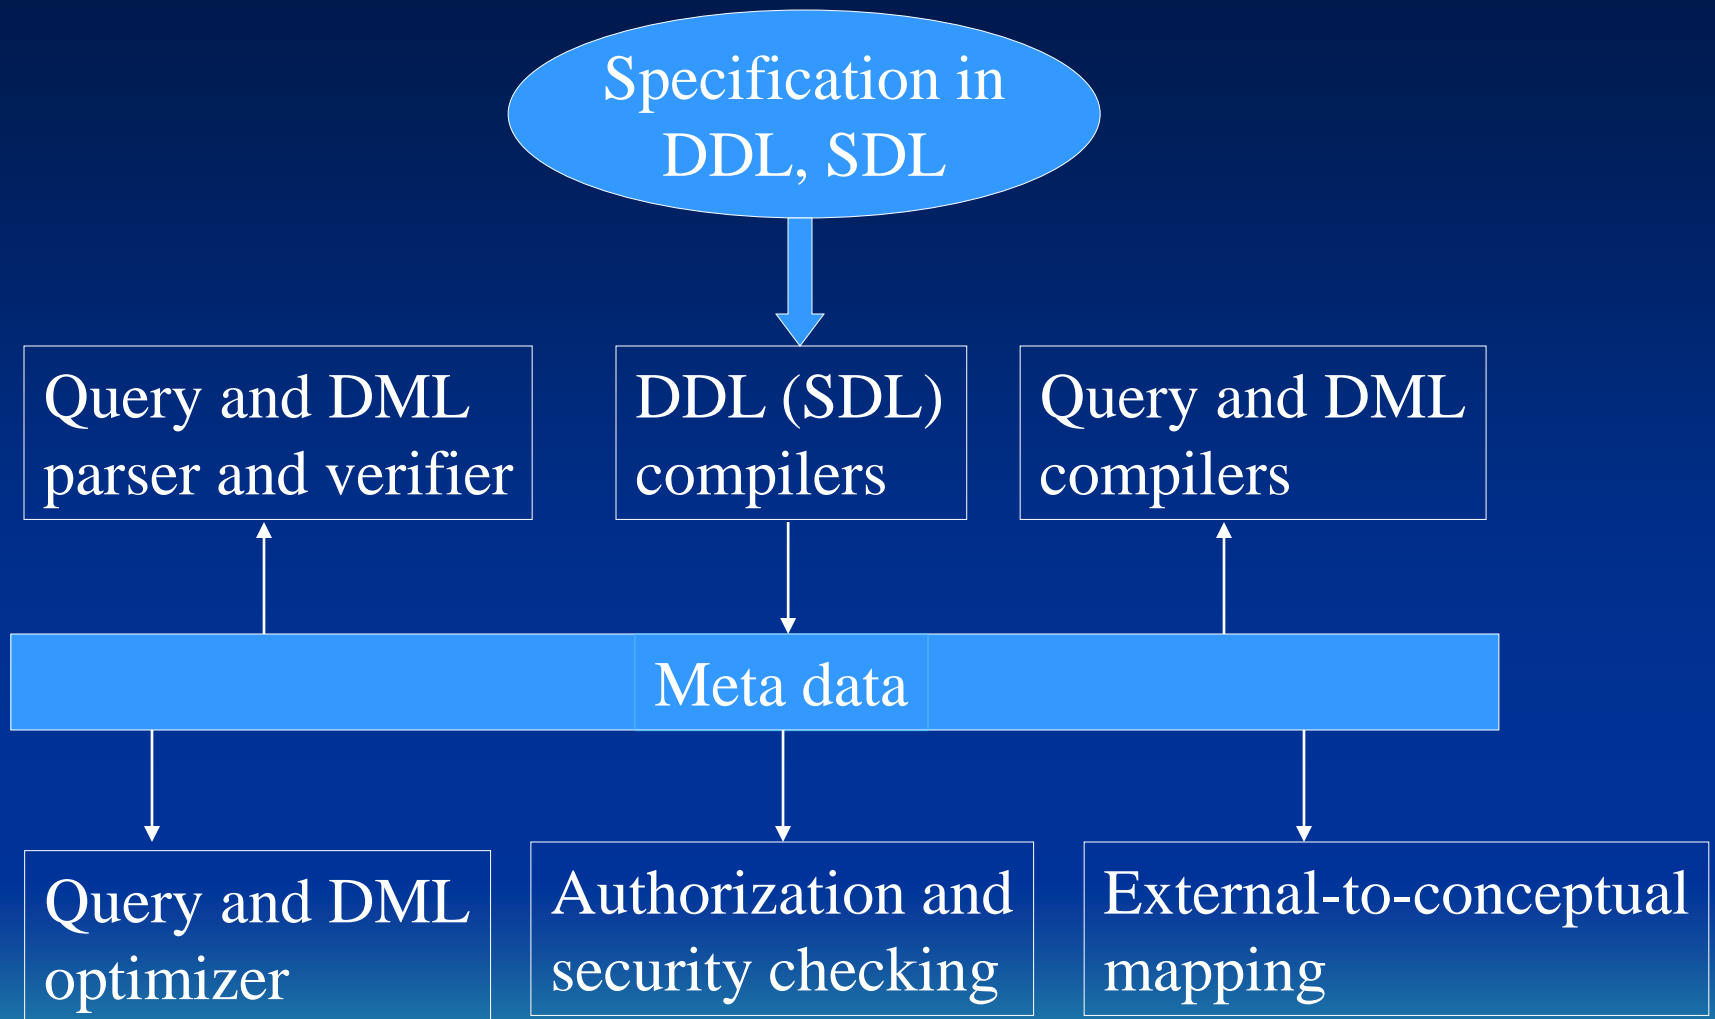 Specification in
DDL, SDL
Query and DML
parser and verifier
DDL (SDL)
compilers
Query and DML
compilers
Meta data
Query and DML
optimizer
Authorization and
security checking
External-to-conceptual
mapping